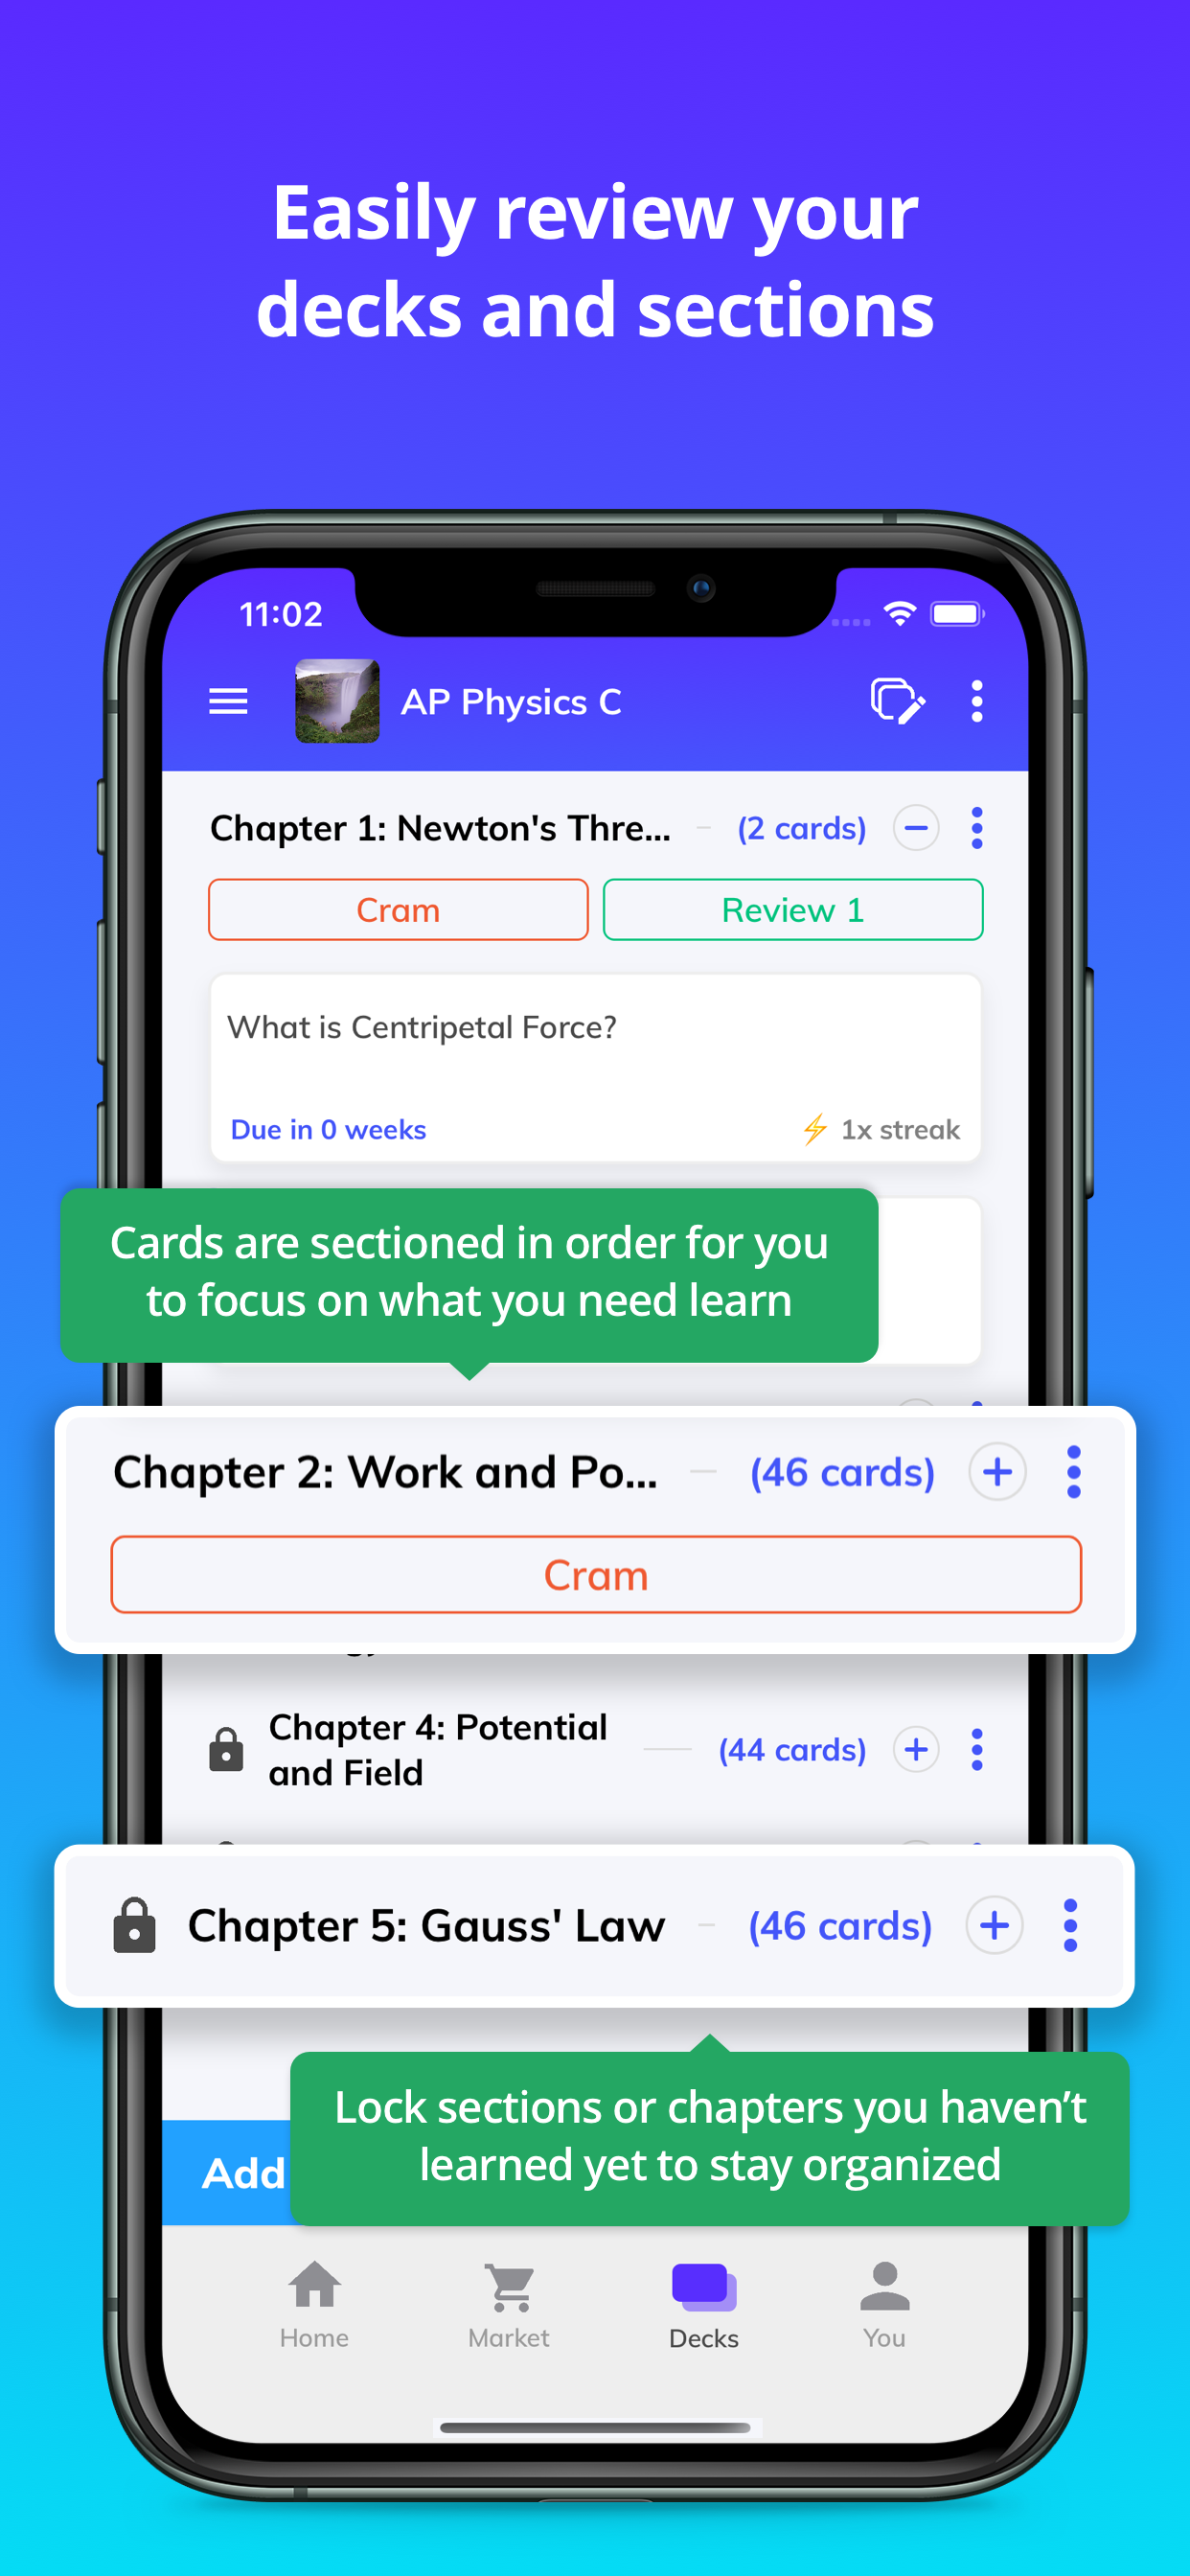 Easily review your
decks and sections
11:02
AP Physics C
Chapter 1: Newton's Thre... (2 cards)
Cram
Review 1
What is Centripetal Force?
Due in 0 weeks
1x streak
Cards are sectioned in order for you
to focus on what you need learn
Chapter 2: Work and Po... (46 cards)
Cram
Chapter 4: Potential
and Field
(44 cards)
Chapter 5: Gauss' Law (46 cards)
Lock sections or chapters you haven’t
learned yet to stay organized
Add
Home
Market
Decks
You